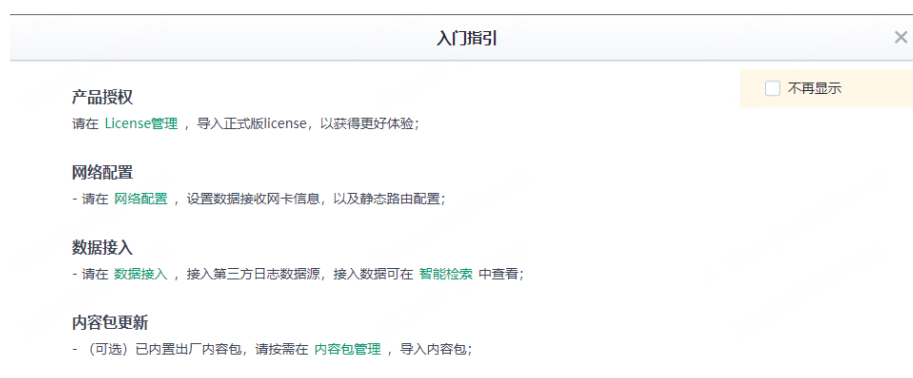 入门指引
不再显示
产品授权
请在 License管理 ，导入正式版license，以获得更好体验；
网络配置
- 请在 网络配置 ，设置数据接收网卡信息，以及静态路由配置；
数据接入
- 请在 数据接入 ，接入第三方日志数据源，接入数据可在 智能检索 中查看；
内容包更新
- （可选）已内置出厂内容包，请按需在 内容包管理 ，导入内容包；